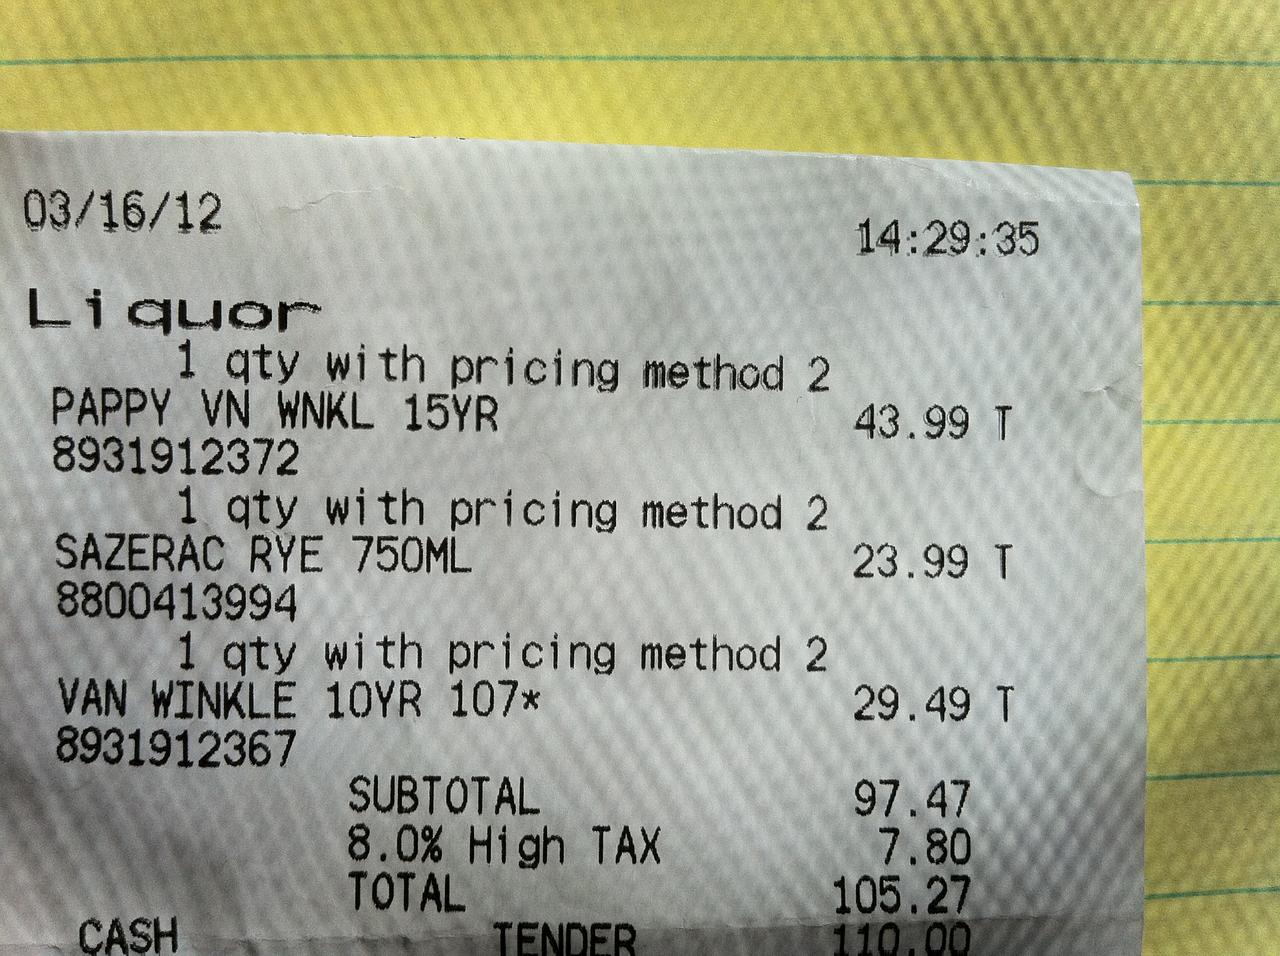 03/16/12 14:29:35
Liquor
1 qty with pricing method 2
PAPPY VN WNKL 15YR 43.99 T
8931912372
1 qty with pricing method 2
SAZERAC RYE 750ML 23.99 T
8800413994
1 qty with pricing method 2
VAN WINKLE 10YR 107* 29.49 T
8931912367
SUBTOTAL 97.47
8.0% High TAX 7.80
TOTAL 105.27
CASH TENDER 110.00